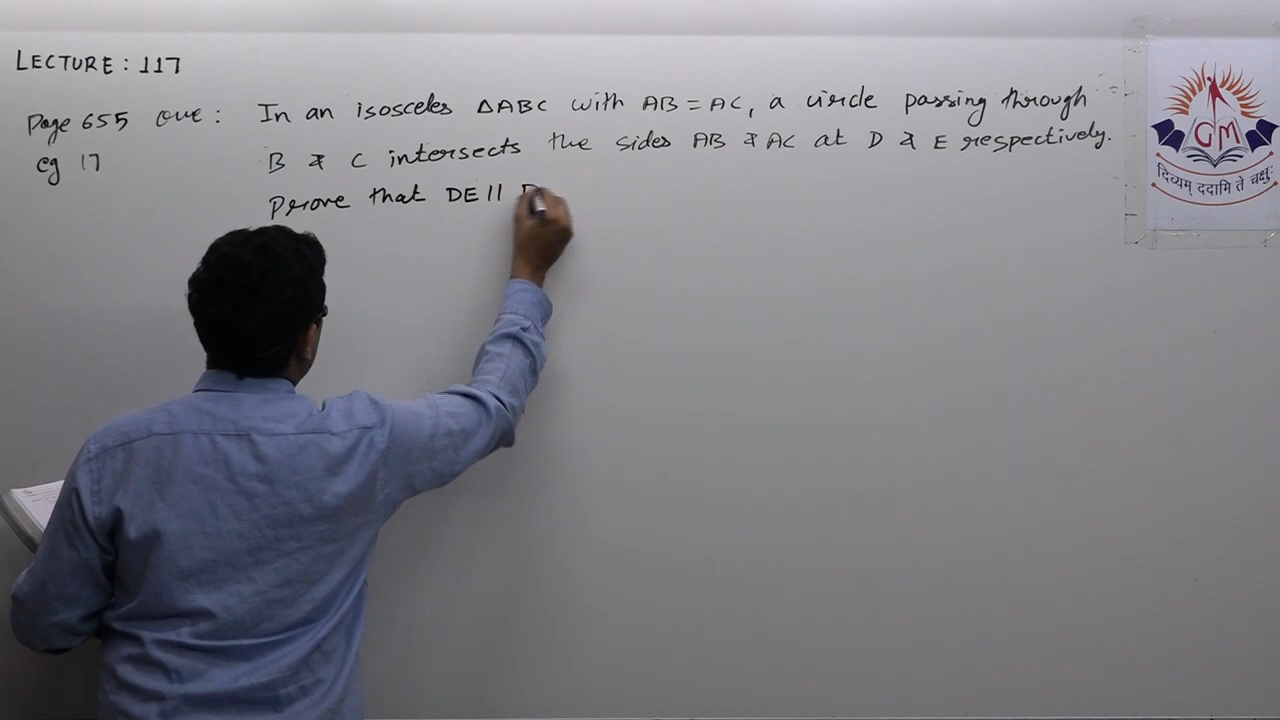 LECTURE : 117
Page 655 Que : In an isosceles ΔABC with AB = AC, a circle passing through
eg 17 B & C intersects the sides AB & AC at D & E respectively.
Prove that DE ||
GM
दिव्यम् ददामि ते चक्षुः